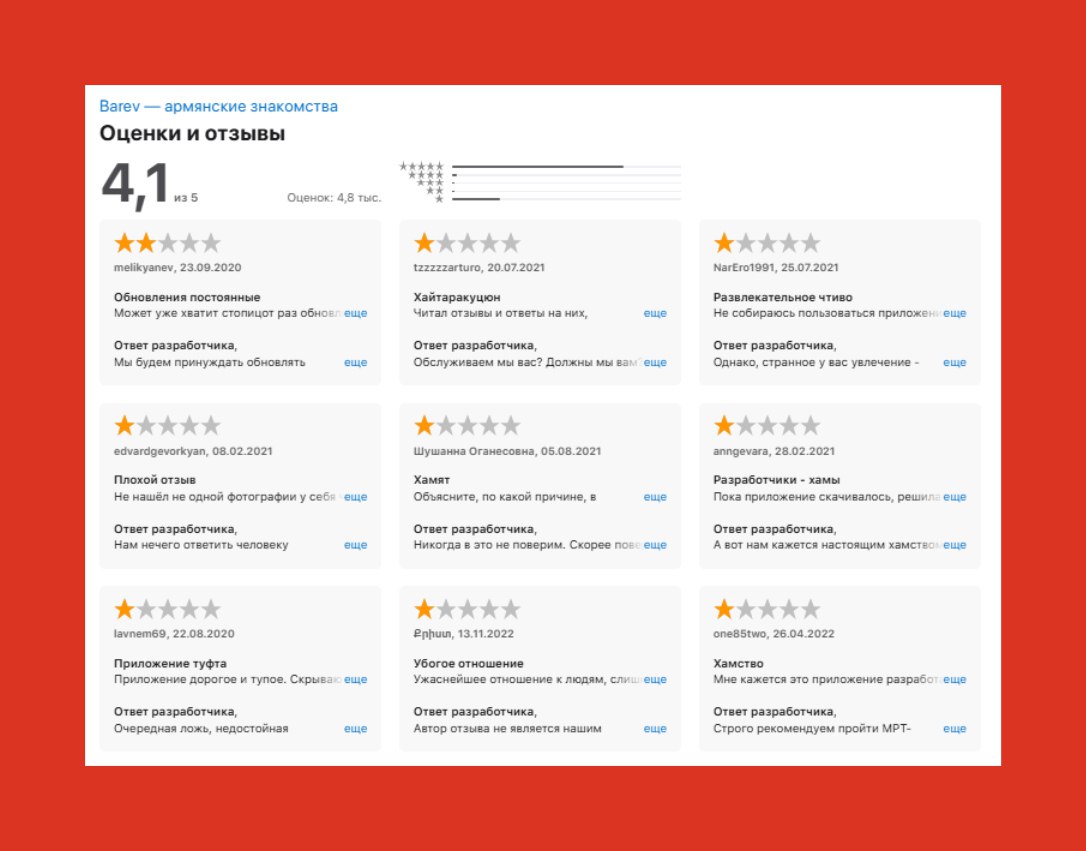 Barev — армянские знакомства
Оценки и отзывы
4,1 из 5
Оценок: 4,8 тыс.
melikyanev, 23.09.2020
Обновления постоянные
Может уже хватит стопицот раз обновл еще
Ответ разработчика,
Мы будем принуждать обновлять еще
tzzzzzarturo, 20.07.2021
Хайтаракуцюн
Читал отзывы и ответы на них, еще
Ответ разработчика,
Обслуживаем мы вас? Должны мы вам? еще
NarEro1991, 25.07.2021
Развлекательное чтиво
Не собираюсь пользоваться приложени еще
Ответ разработчика,
Однако, странное у вас увлечение - еще
edvardgevorkyan, 08.02.2021
Плохой отзыв
Не нашёл не одной фотографии у себя еще
Ответ разработчика,
Нам нечего ответить человеку еще
Шушанна Оганесовна, 05.08.2021
Хамят
Объясните, по какой причине, в еще
Ответ разработчика,
Никогда в это не поверим. Скорее пове еще
anngevara, 28.02.2021
Разработчики - хамы
Пока приложение скачивалось, решила еще
Ответ разработчика,
А вот нам кажется настоящим хамством еще
lavnem69, 22.08.2020
Приложение туфта
Приложение дорогое и тупое. Скрываю еще
Ответ разработчика,
Очередная ложь, недостойная еще
Քրիստ, 13.11.2022
Убогое отношение
Ужаснейшее отношение к людям, слиш еще
Ответ разработчика,
Автор отзыва не является нашим еще
one85two, 26.04.2022
Хамство
Мне кажется это приложение разработ еще
Ответ разработчика,
Строго рекомендуем пройти МРТ- еще